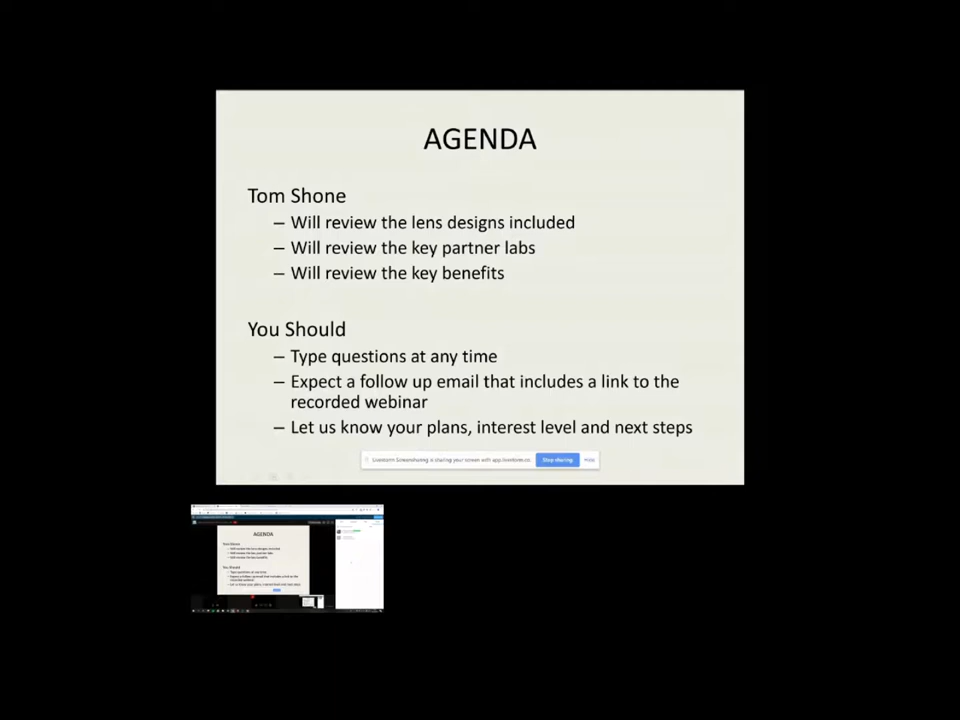 AGENDA
Tom Shone
– Will review the lens designs included
– Will review the key partner labs
– Will review the key benefits
You Should
– Type questions at any time
– Expect a follow up email that includes a link to the
recorded webinar
– Let us know your plans, interest level and next steps
Livestorm Screensharing is sharing your screen with app.livestorm.co.
Stop sharing
Hide
AGENDA